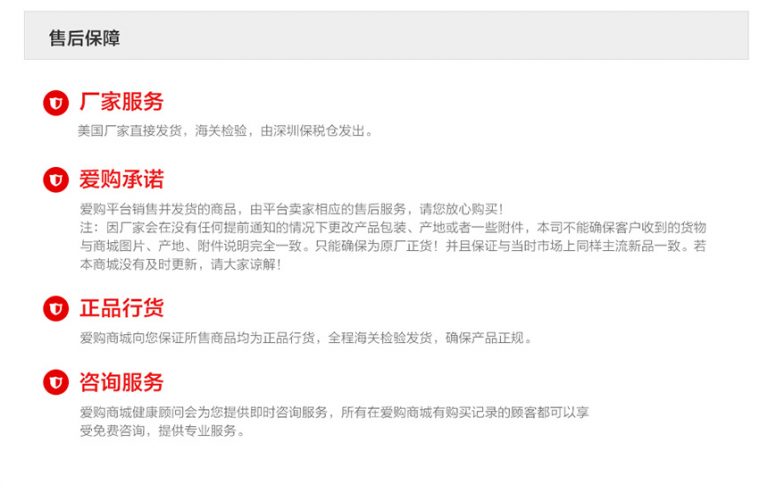 售后保障
厂家服务
美国厂家直接发货，海关检验，由深圳保税仓发出。
爱购承诺
爱购平台销售并发货的商品，由平台卖家相应的售后服务，请您放心购买！
注：因厂家会在没有任何提前通知的情况下更改产品包装、产地或者一些附件，本司不能确保客户收到的货物
与商城图片、产地、附件说明完全一致。只能确保为原厂正货！并且保证与当时市场上同样主流新品一致。若
本商城没有及时更新，请大家谅解！
正品行货
爱购商城向您保证所售商品均为正品行货，全程海关检验发货，确保产品正规。
咨询服务
爱购商城健康顾问会为您提供即时咨询服务，所有在爱购商城有购买记录的顾客都可以享
受免费咨询，提供专业服务。